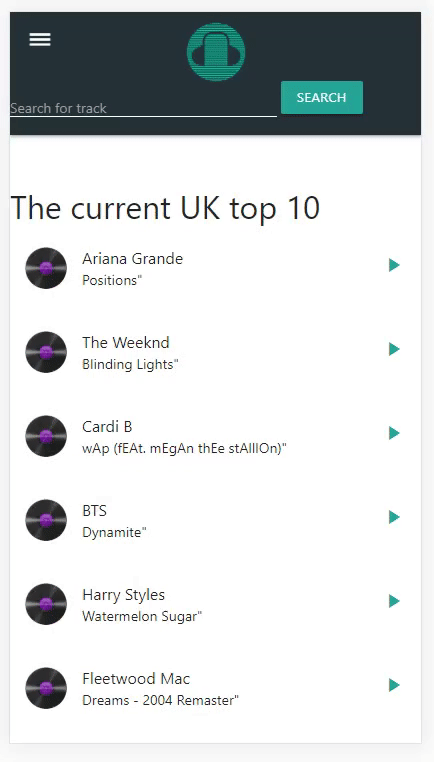 Search for track
SEARCH
The current UK top 10
Ariana Grande
Positions"
The Weeknd
Blinding Lights"
Cardi B
wAp (fEAt. mEgAn thEe stAlllOn)"
BTS
Dynamite"
Harry Styles
Watermelon Sugar"
Fleetwood Mac
Dreams - 2004 Remaster"